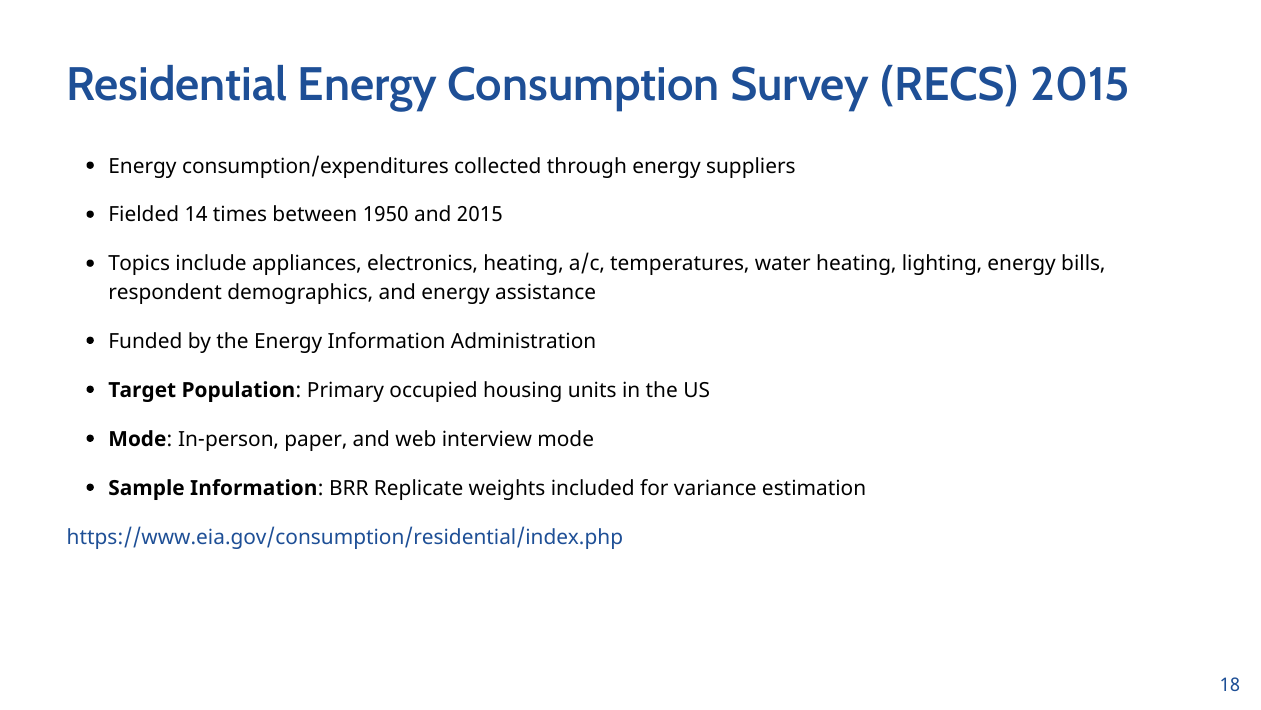 Residential Energy Consumption Survey (RECS) 2015
• Energy consumption/expenditures collected through energy suppliers
• Fielded 14 times between 1950 and 2015
• Topics include appliances, electronics, heating, a/c, temperatures, water heating, lighting, energy bills,
respondent demographics, and energy assistance
• Funded by the Energy Information Administration
• Target Population: Primary occupied housing units in the US
• Mode: In-person, paper, and web interview mode
• Sample Information: BRR Replicate weights included for variance estimation
https://www.eia.gov/consumption/residential/index.php
18